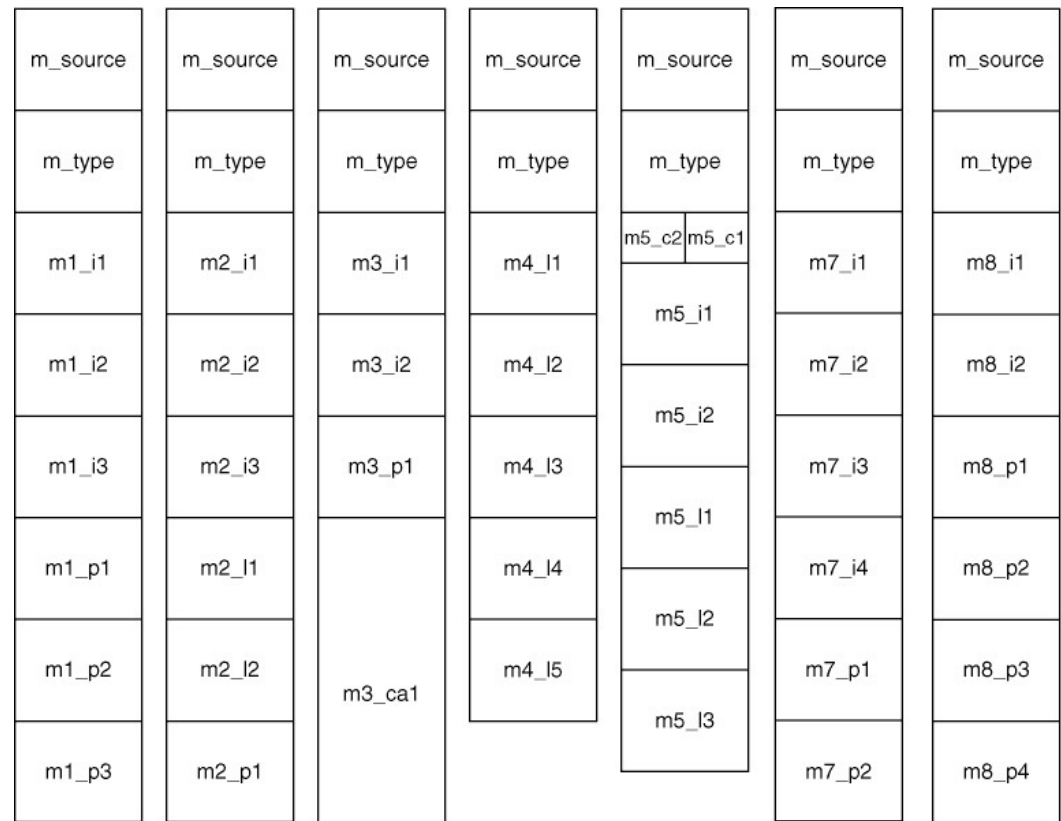 m_source
m_type
m1_i1
m1_i2
m1_i3
m1_p1
m1_p2
m1_p3
m_source
m_type
m2_i1
m2_i2
m2_i3
m2_l1
m2_l2
m2_p1
m_source
m_type
m3_i1
m3_i2
m3_p1
m3_ca1
m_source
m_type
m4_l1
m4_l2
m4_l3
m4_l4
m4_l5
m_source
m_type
m5_c2 m5_c1
m5_i1
m5_i2
m5_l1
m5_l2
m5_l3
m_source
m_type
m7_i1
m7_i2
m7_i3
m7_i4
m7_p1
m7_p2
m_source
m_type
m8_i1
m8_i2
m8_p1
m8_p2
m8_p3
m8_p4